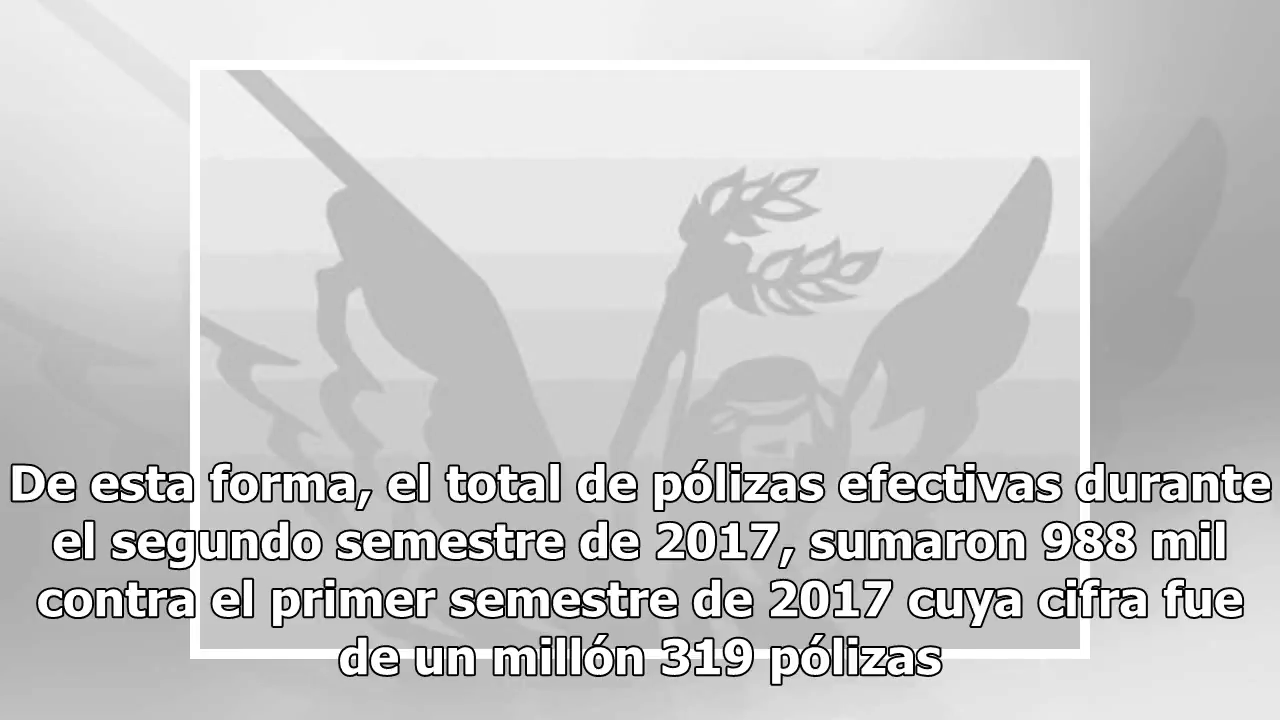 De esta forma, el total de pólizas efectivas durante
el segundo semestre de 2017, sumaron 988 mil
contra el primer semestre de 2017 cuya cifra fue
de un millón 319 pólizas